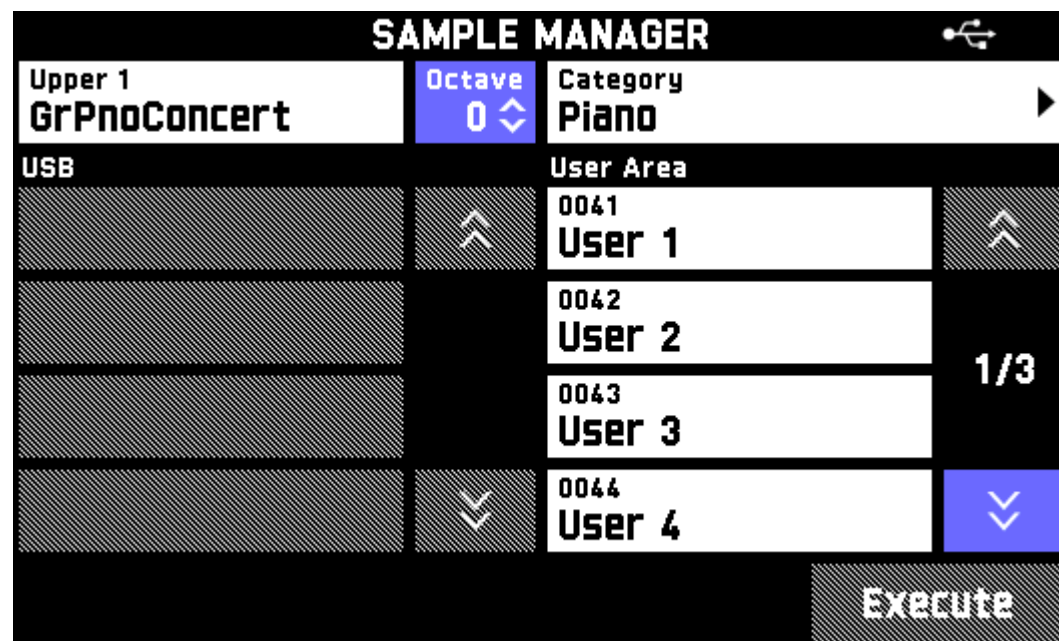 SAMPLE MANAGER
Upper 1
GrPnoConcert
Octave
0
Category
Piano
USB
User Area
0041
User 1
0042
User 2
0043
User 3
0044
User 4
1/3
Execute